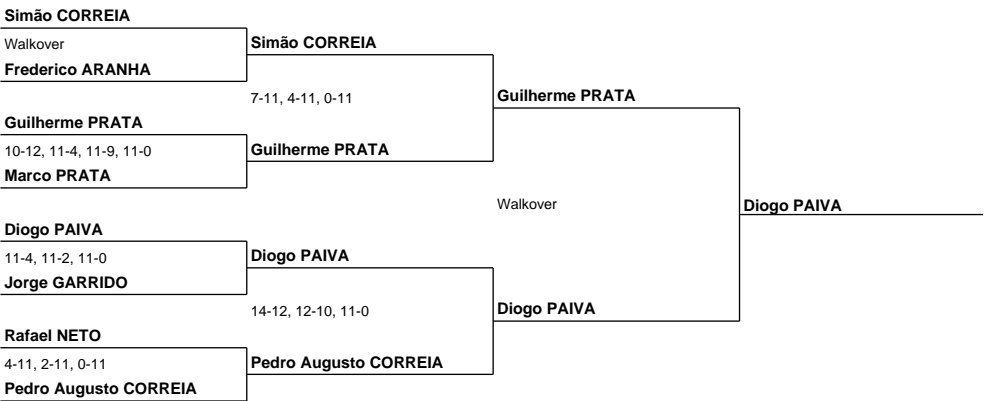 Simão CORREIA
Walkover
Simão CORREIA
Frederico ARANHA
7-11, 4-11, 0-11
Guilherme PRATA
Guilherme PRATA
10-12, 11-4, 11-9, 11-0
Guilherme PRATA
Marco PRATA
Walkover
Diogo PAIVA
Diogo PAIVA
11-4, 11-2, 11-0
Diogo PAIVA
Jorge GARRIDO
14-12, 12-10, 11-0
Diogo PAIVA
Rafael NETO
4-11, 2-11, 0-11
Pedro Augusto CORREIA
Pedro Augusto CORREIA